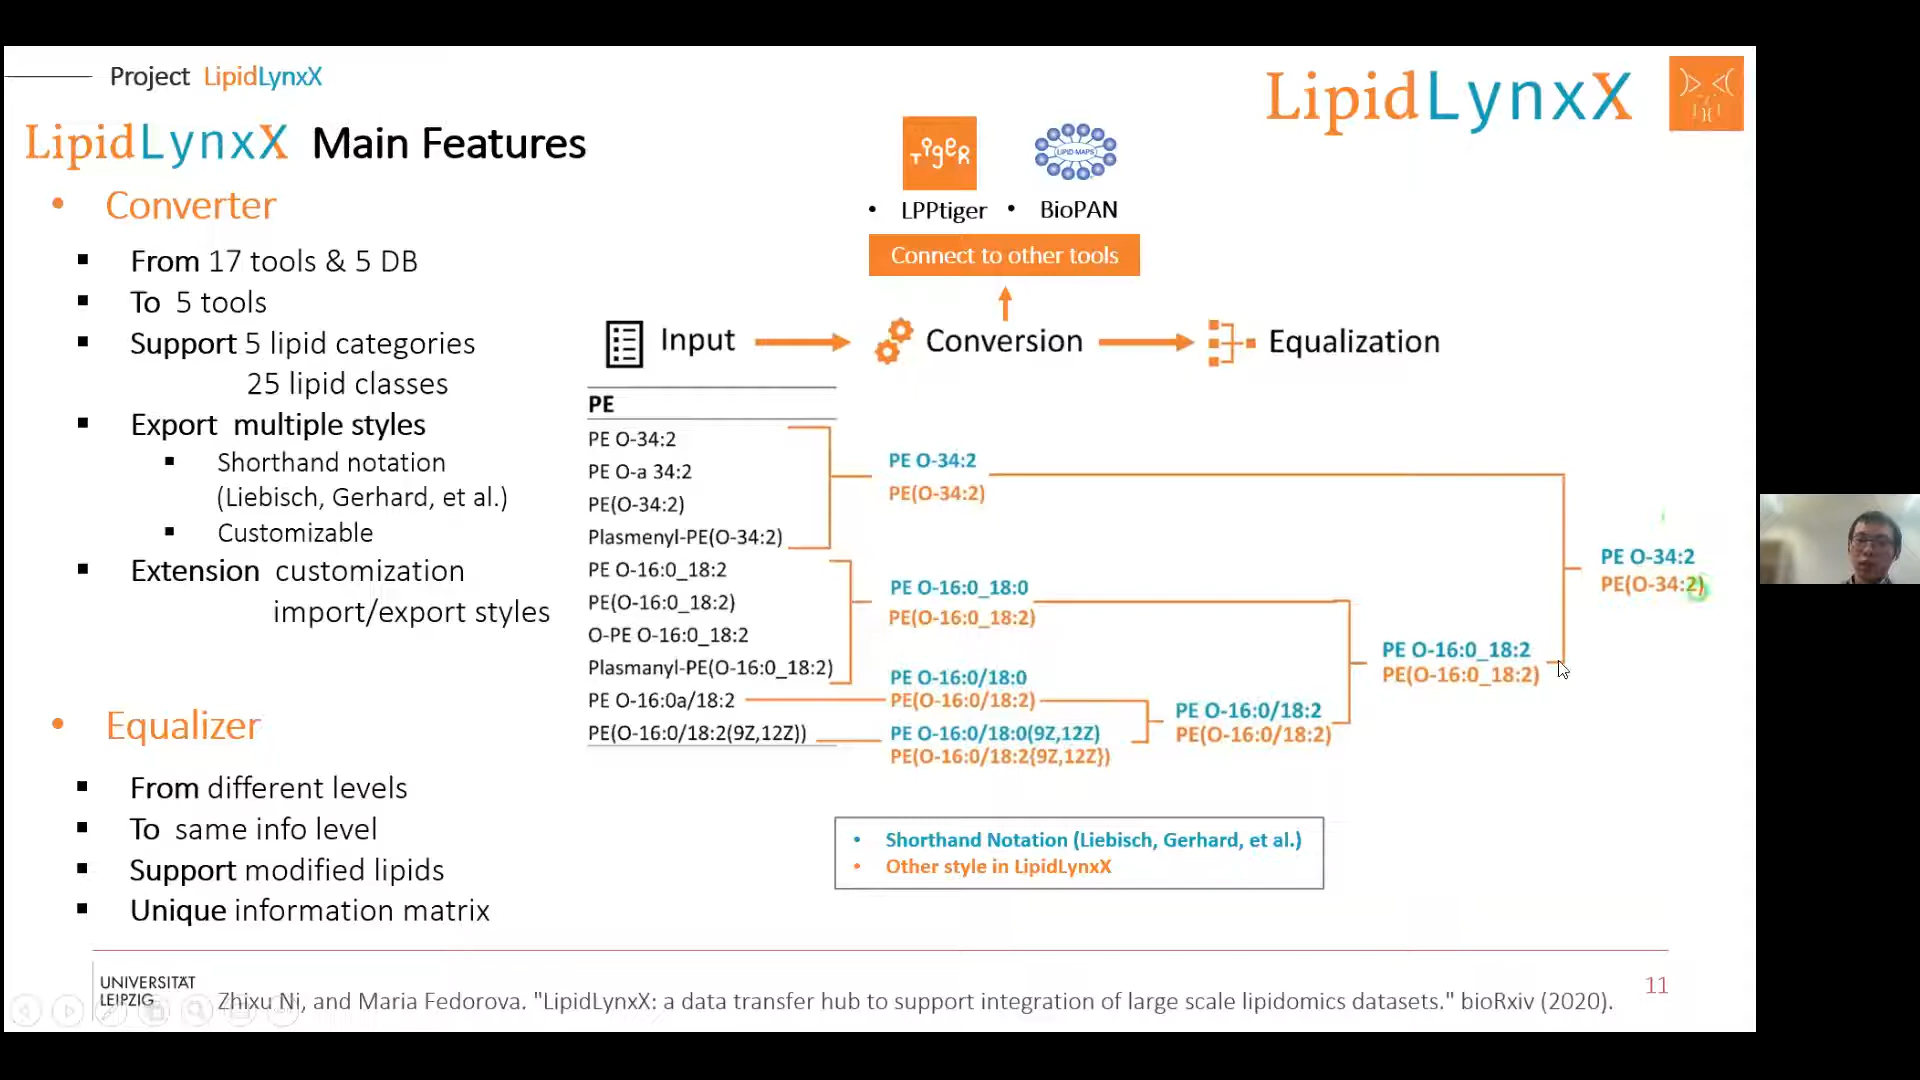 Project LipidLynxX
LipidLynxX
LipidLynxX Main Features
• Converter
▪ From 17 tools & 5 DB
▪ To 5 tools
▪ Support 5 lipid categories
25 lipid classes
▪ Export multiple styles
▪ Shorthand notation
(Liebisch, Gerhard, et al.)
▪ Customizable
▪ Extension customization
import/export styles
• Equalizer
▪ From different levels
▪ To same info level
▪ Support modified lipids
▪ Unique information matrix
TigeR
LIPID MAPS
• LPPtiger • BioPAN
Connect to other tools
Input
Conversion
Equalization
PE
PE O-34:2
PE O-a 34:2
PE(O-34:2)
Plasmenyl-PE(O-34:2)
PE O-16:0_18:2
PE(O-16:0_18:2)
O-PE O-16:0_18:2
Plasmanyl-PE(O-16:0_18:2)
PE O-16:0a/18:2
PE(O-16:0/18:2(9Z,12Z))
PE O-34:2
PE(O-34:2)
PE O-16:0_18:0
PE(O-16:0_18:2)
PE O-16:0/18:0
PE(O-16:0/18:2)
PE O-16:0/18:0(9Z,12Z)
PE(O-16:0/18:2{9Z,12Z})
PE O-16:0/18:2
PE(O-16:0/18:2)
PE O-16:0_18:2
PE(O-16:0_18:2)
PE O-34:2
PE(O-34:2)
• Shorthand Notation (Liebisch, Gerhard, et al.)
• Other style in LipidLynxX
UNIVERSITÄT
LEIPZIG
Zhixu Ni, and Maria Fedorova. "LipidLynxX: a data transfer hub to support integration of large scale lipidomics datasets." bioRxiv (2020).
11